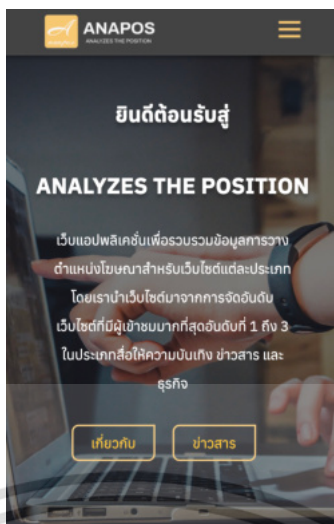 ANAPOS
ANALYZES THE POSITION
ยินดีต้อนรับสู่
ANALYZES THE POSITION
เว็บแอปพลิเคชั่นเพื่อรวบรวมข้อมูลการวาง
ตำแหน่งโฆษณาสำหรับเว็บไซต์แต่ละประเภท
โดยเรานำเว็บไซต์มาจากการจัดอันดับ
เว็บไซต์ที่มีผู้เข้าชมมากที่สุดอันดับที่ 1 ถึง 3
ในประเภทสื่อให้ความบันเทิง ข่าวสาร และ
ธุรกิจ
เกี่ยวกับ
ข่าวสาร